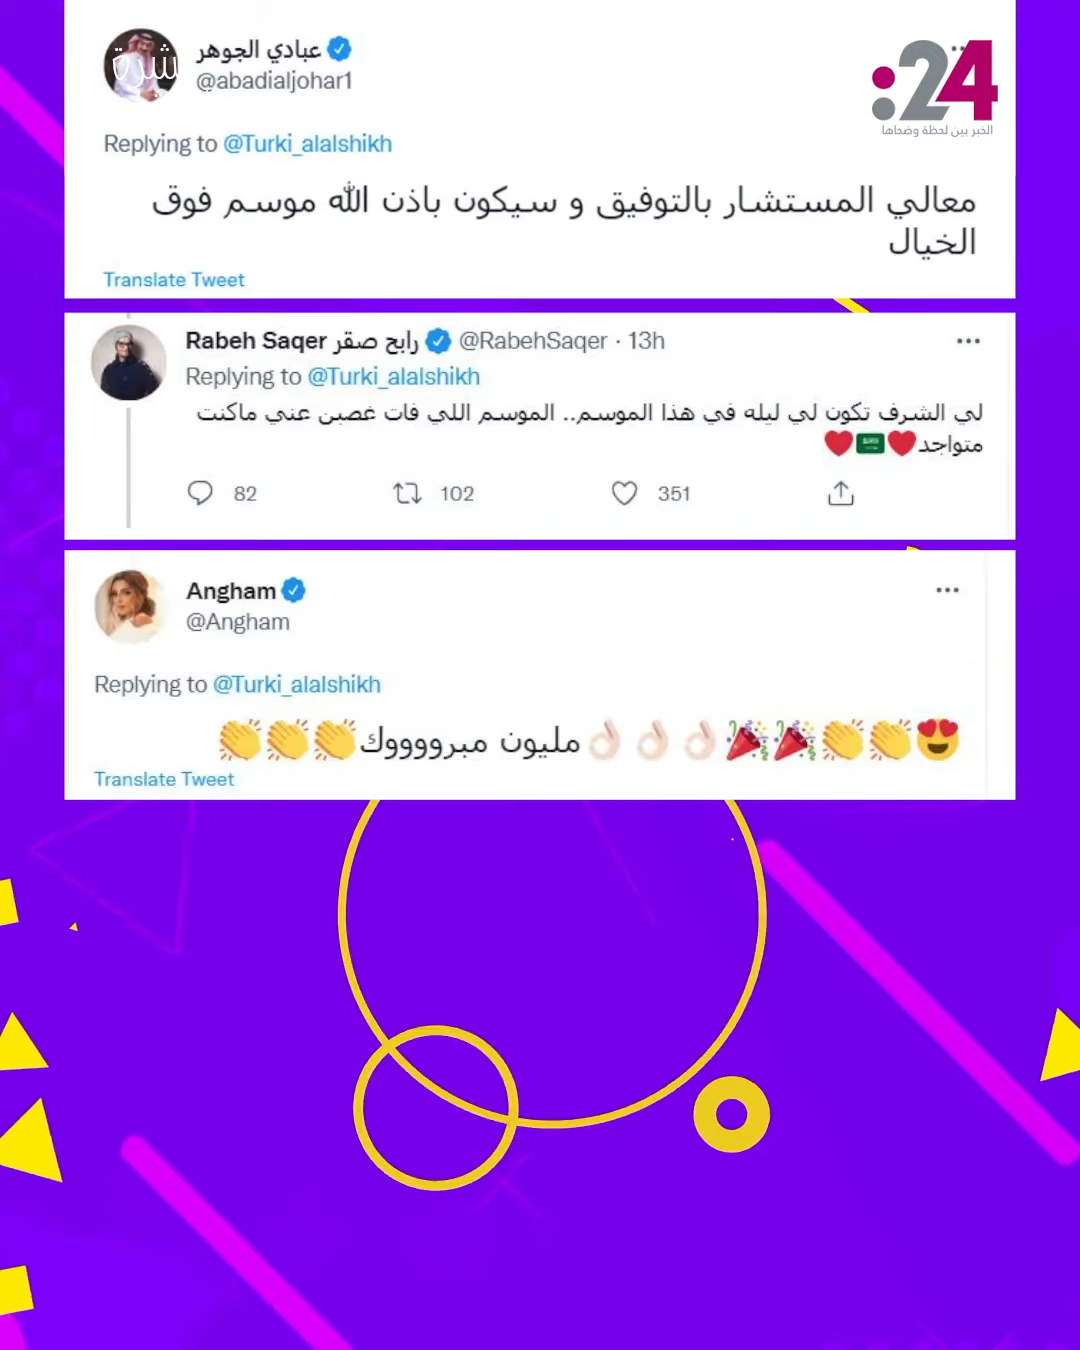 عبادي الجوهر
@abadialjohar1
نشرة
:24
الخبر بين لحظة وضحاها
Replying to @Turki_alalshikh
معالي المستشار بالتوفيق و سيكون باذن الله موسم فوق
الخيال
Translate Tweet
Rabeh Saqer رابح صقر @RabehSaqer · 13h
Replying to @Turki_alalshikh
لي الشرف تكون لي ليله في هذا الموسم.. الموسم اللي فات غصبن عني ماكنت
متواجد❤️🇸🇦❤️
82 102 351
Angham
@Angham
Replying to @Turki_alalshikh
😍👏🏻👏🏻🎉🎉👌🏻👌🏻👌🏻مليون مبروووووك👏👏👏
Translate Tweet